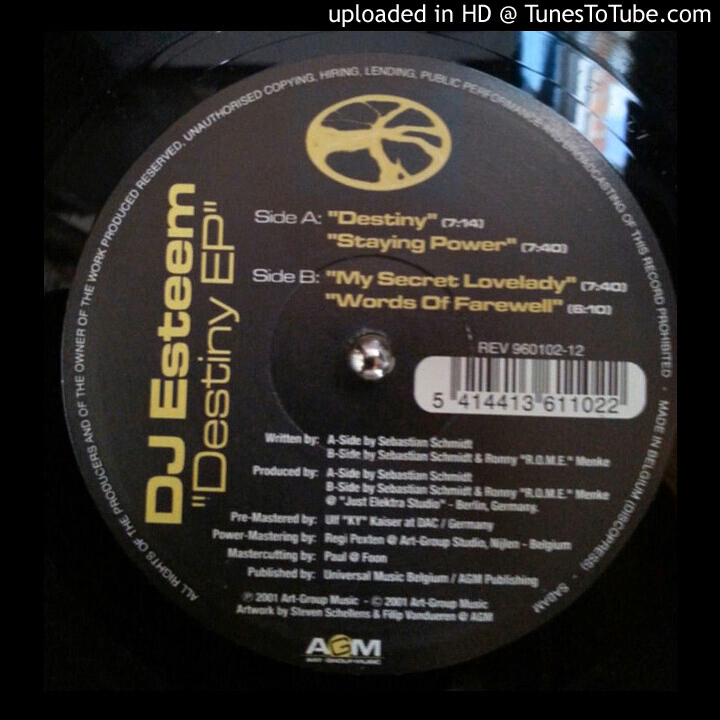 uploaded in HD @ TunesToTube.com
ALL RIGHTS OF THE PRODUCERS AND OF THE OWNER OF THE WORK PRODUCED RESERVED. UNAUTHORISED COPYING, HIRING, LENDING, PUBLIC PERFORMANCE AND BROADCASTING OF THIS RECORD PROHIBITED - MADE IN BELGIUM (DISCOPRESS) - SABAM
DJ Esteem
"Destiny EP"
Side A: "Destiny" (7:14)
"Staying Power" (7:40)
Side B: "My Secret Lovelady" (7:40)
"Words Of Farewell" (6:10)
REV 960102-12
5 414413 611022
Written by: A-Side by Sebastian Schmidt
B-Side by Sebastian Schmidt & Ronny "R.O.M.E." Menke
Produced by: A-Side by Sebastian Schmidt
B-Side by Sebastian Schmidt & Ronny "R.O.M.E." Menke
@ "Just Elektra Studio" - Berlin, Germany.
Pre-Mastered by: Ulf "KY" Kaiser at DAC / Germany
Power-Mastering by: Regi Pexten @ Art-Group Studio, Nijlen - Belgium
Mastercutting by: Paul @ Foon
Published by: Universal Music Belgium / AGM Publishing
℗ 2001 Art-Group Music - © 2001 Art-Group Music
Artwork by Steven Schellens & Filip Vandueren @ AGM
AGM
ART GROUP MUSIC